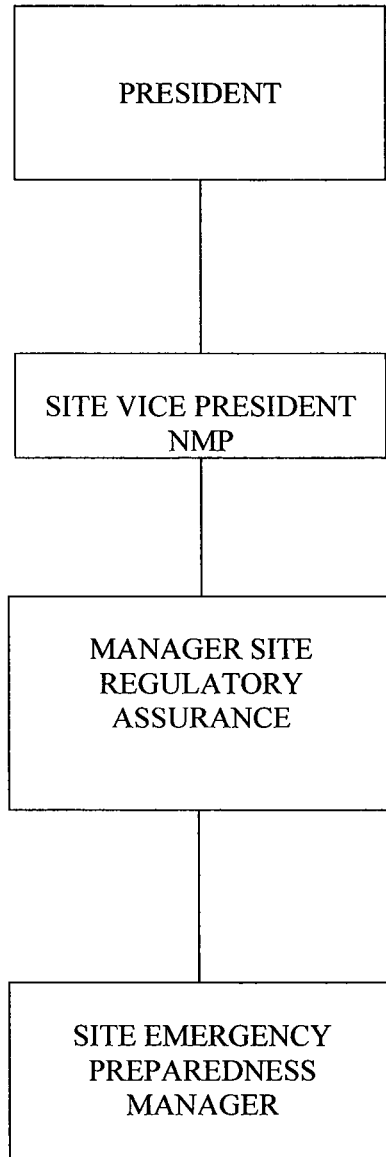 PRESIDENT
SITE VICE PRESIDENT
NMP
MANAGER SITE
REGULATORY
ASSURANCE
SITE EMERGENCY
PREPAREDNESS
MANAGER